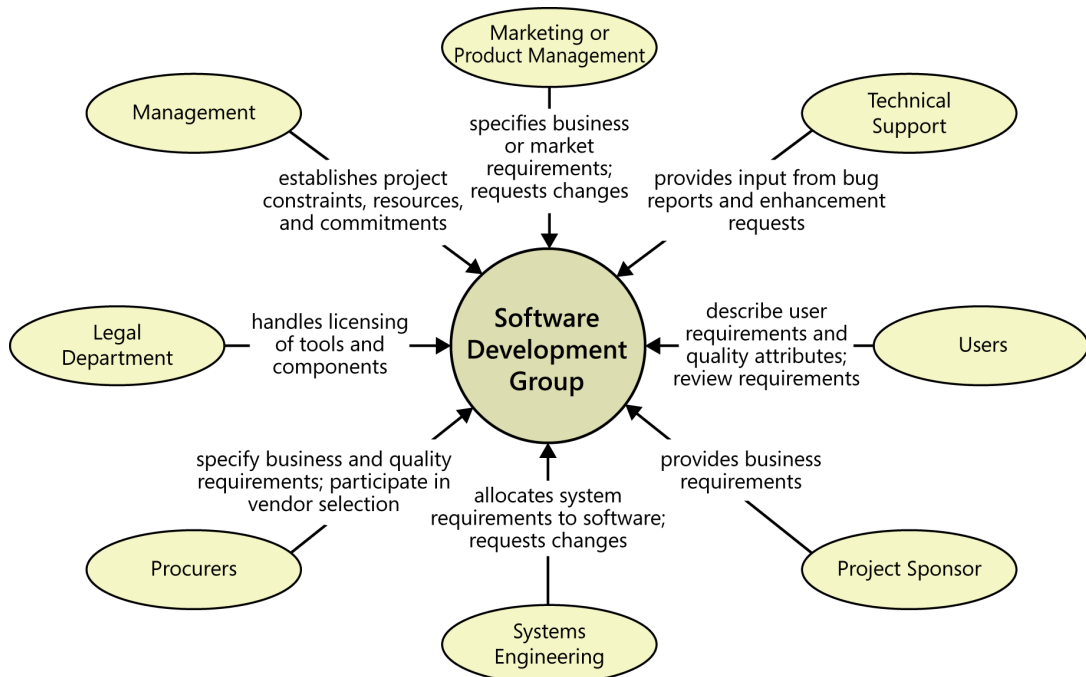 Marketing or
Product Management
Management
Technical
Support
specifies business
or market
requirements;
requests changes
establishes project
constraints, resources,
and commitments
provides input from bug
reports and enhancement
requests
Legal
Department
handles licensing
of tools and
components
Software
Development
Group
describe user
requirements and
quality attributes;
review requirements
Users
specify business and quality
requirements; participate in
vendor selection
allocates system
requirements to software;
requests changes
provides business
requirements
Procurers
Systems
Engineering
Project Sponsor